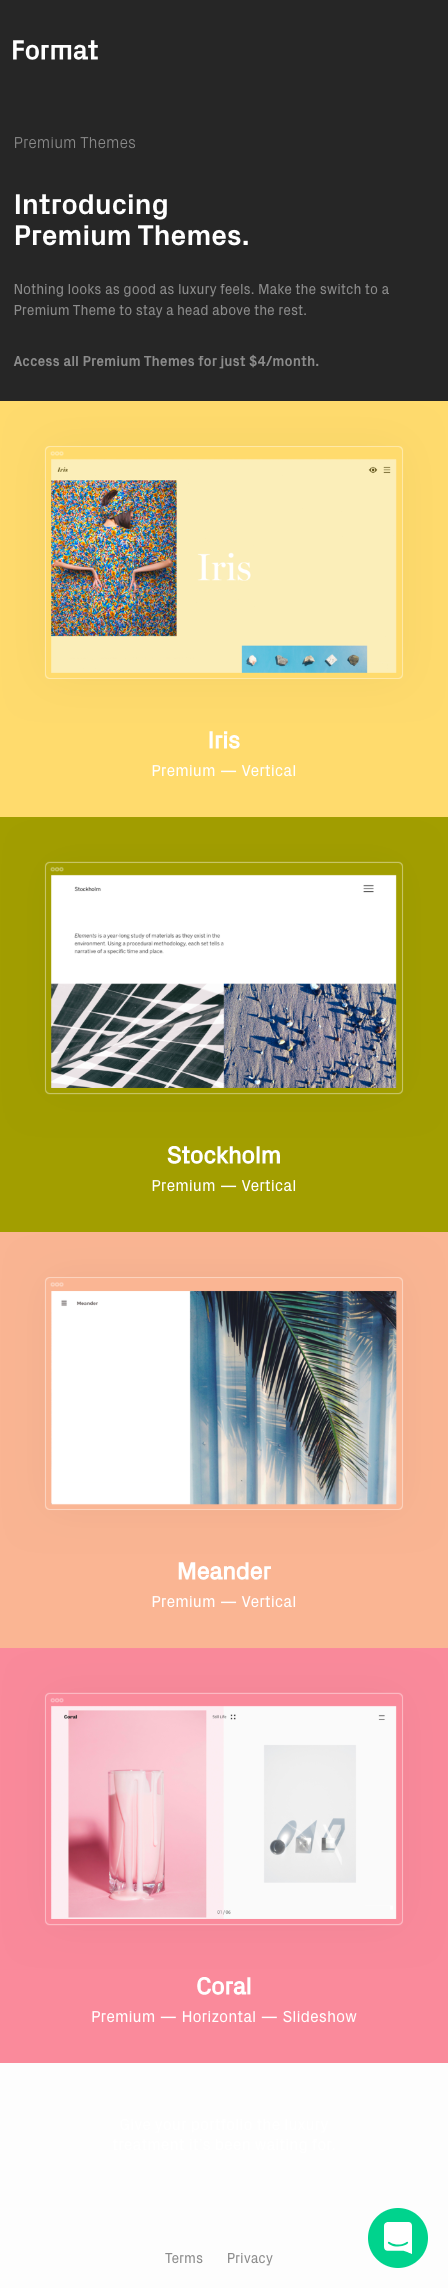 Format
Premium Themes
Introducing
Premium Themes.
Nothing looks as good as luxury feels. Make the switch to a
Premium Theme to stay a head above the rest.
Access all Premium Themes for just $4/month.
Iris
Iris
Iris
Premium — Vertical
Stockholm
Elements is a year-long study of materials as they exist in the
environment. Using a procedural methodology, each set tells a
narrative of a specific time and place.
Stockholm
Premium — Vertical
Meander
Meander
Premium — Vertical
Coral
Still Life
01/06
Coral
Premium — Horizontal — Slideshow
Terms Privacy